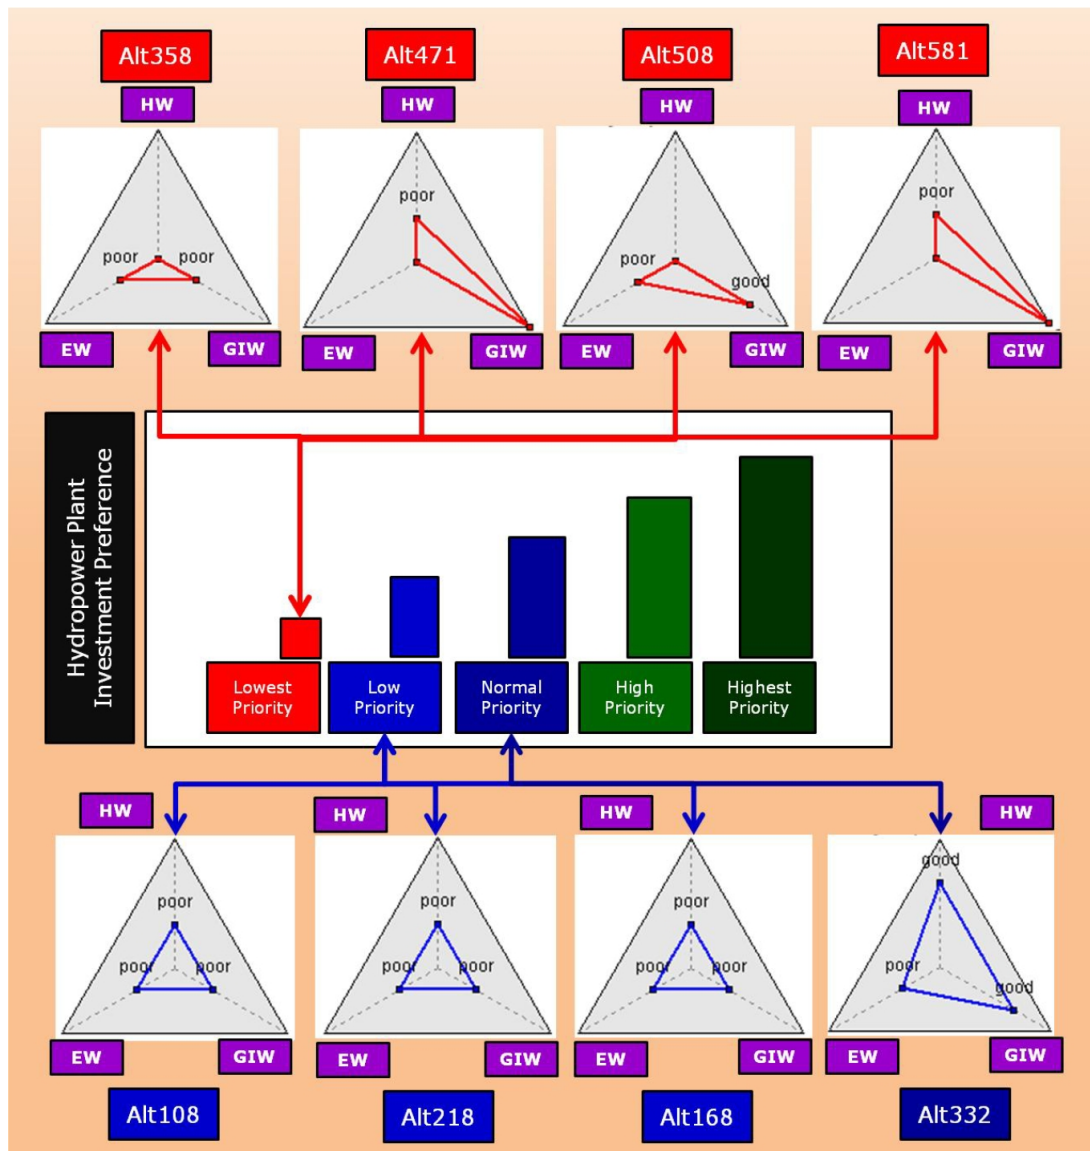 Alt358
Alt471
Alt508
Alt581
HW
HW
HW
HW
poor
poor
poor
poor
poor
poor
good
EW
GIW
EW
GIW
EW
GIW
EW
GIW
Hydropower Plant
Investment Preference
Lowest
Priority
Low
Priority
Normal
Priority
High
Priority
Highest
Priority
HW
HW
HW
HW
poor
poor
poor
good
poor
poor
poor
poor
poor
poor
poor
good
EW
GIW
EW
GIW
EW
GIW
EW
GIW
Alt108
Alt218
Alt168
Alt332